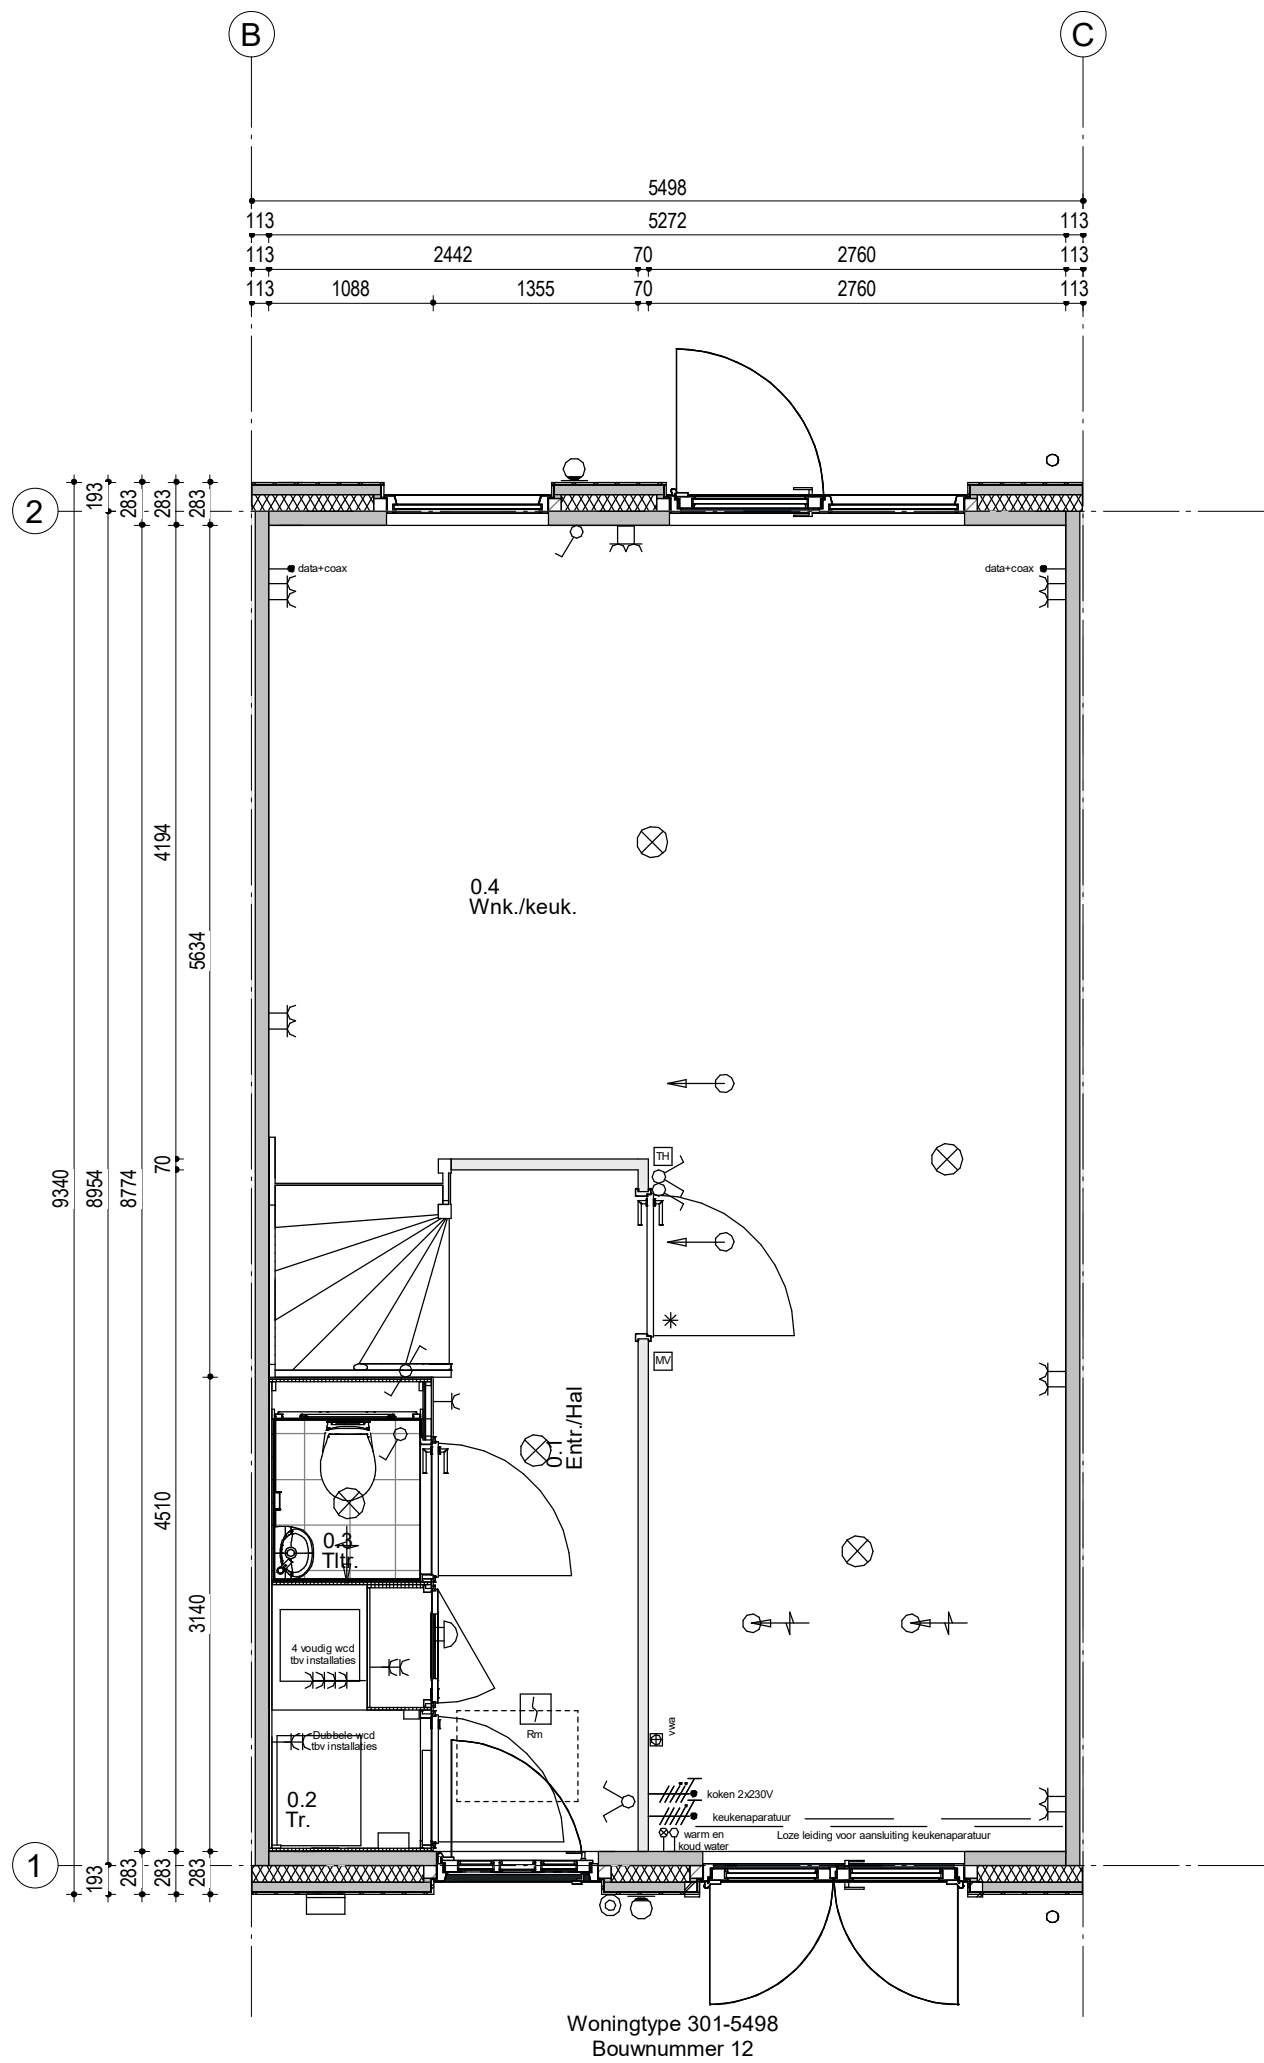 B
C
5498
113 5272 113
113 2442 70 2760 113
113 1088 1355 70 2760 113
2
193
283
283
283
data+coax
data+coax
4194
0.4
Wnk./keuk.
5634
70
9340
8954
8774
TH
MV
0.1
Entr./Hal
4510
0.3
Tltr.
3140
4 voudig wcd
tbv installaties
Rm
vwa
Dubbele wcd
tbv installaties
0.2
Tr.
koken 2x230V
keukenaparatuur
warm en
koud water
Loze leiding voor aansluiting keukenaparatuur
1
193
283
283
283
Woningtype 301-5498
Bouwnummer 12